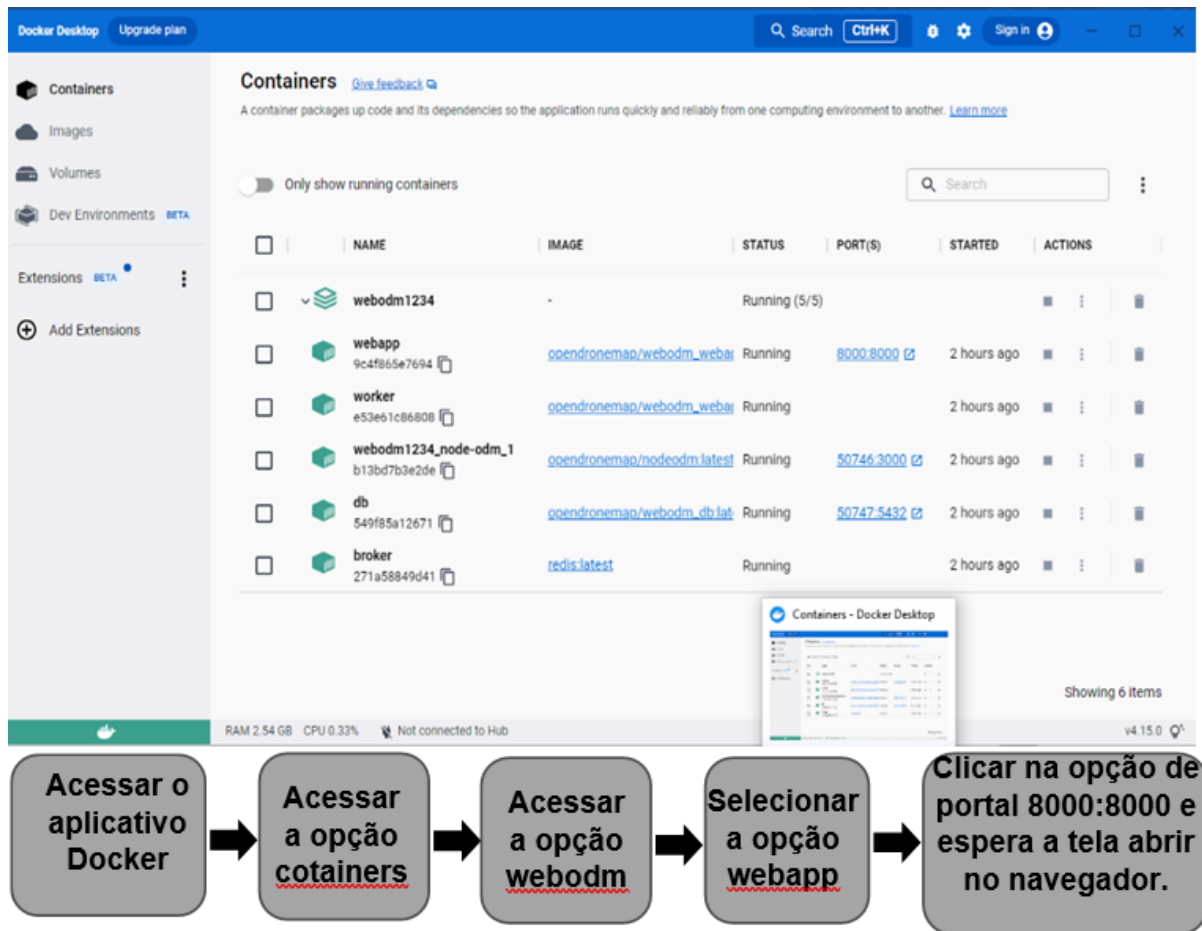 Docker Desktop Upgrade plan Search Ctrl+K Sign in
Containers
Images
Volumes
Dev Environments BETA
Extensions BETA
Add Extensions
Containers Give feedback
A container packages up code and its dependencies so the application runs quickly and reliably from one computing environment to another. Learn more
Only show running containers Search
NAME IMAGE STATUS PORT(S) STARTED ACTIONS
webodm1234 - Running (5/5)
webapp
9c4f865e7694 opendronemap/webodm_webap Running 8000:8000 2 hours ago
worker
e53e61c86808 opendronemap/webodm_webap Running 2 hours ago
webodm1234_node-odm_1
b13bd7b3e2de opendronemap/nodeodm:latest Running 50746:3000 2 hours ago
db
549f85a12671 opendronemap/webodm_db:late Running 50747:5432 2 hours ago
broker
271a58849d41 redis:latest Running 2 hours ago
Containers - Docker Desktop
Showing 6 items
RAM 2.54 GB CPU 0.33% Not connected to Hub v4.15.0
Acessar o
aplicativo
Docker
Acessar
a opção
cotainers
Acessar
a opção
webodm
Selecionar
a opção
webapp
Clicar na opção de
portal 8000:8000 e
espera a tela abrir
no navegador.